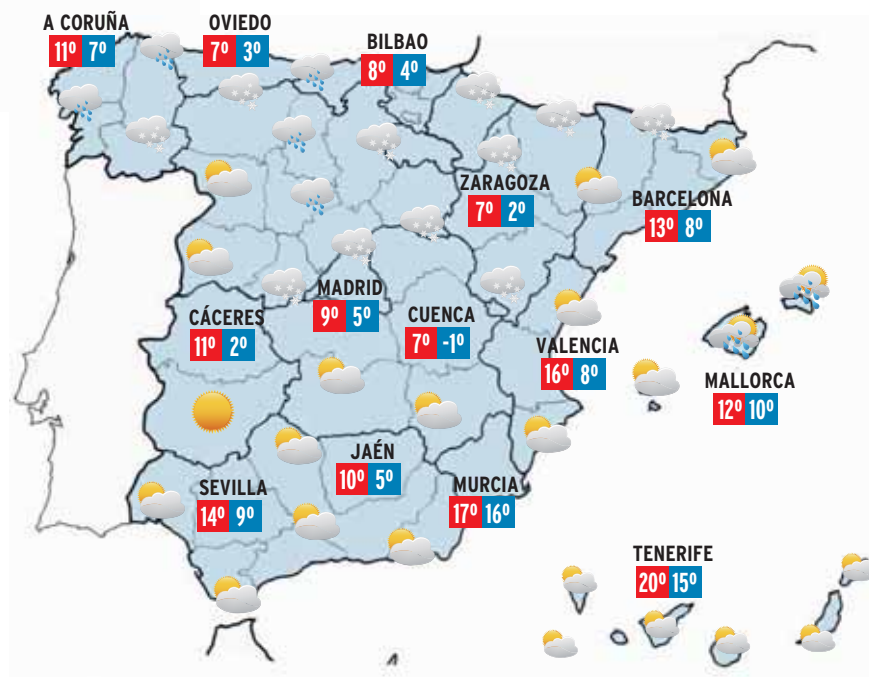 A CORUÑA
11º 7º
OVIEDO
7º 3º
BILBAO
8º 4º
ZARAGOZA
7º 2º
BARCELONA
13º 8º
MADRID
9º 5º
CÁCERES
11º 2º
CUENCA
7º -1º
VALENCIA
16º 8º
MALLORCA
12º 10º
JAÉN
10º 5º
SEVILLA
14º 9º
MURCIA
17º 16º
TENERIFE
20º 15º